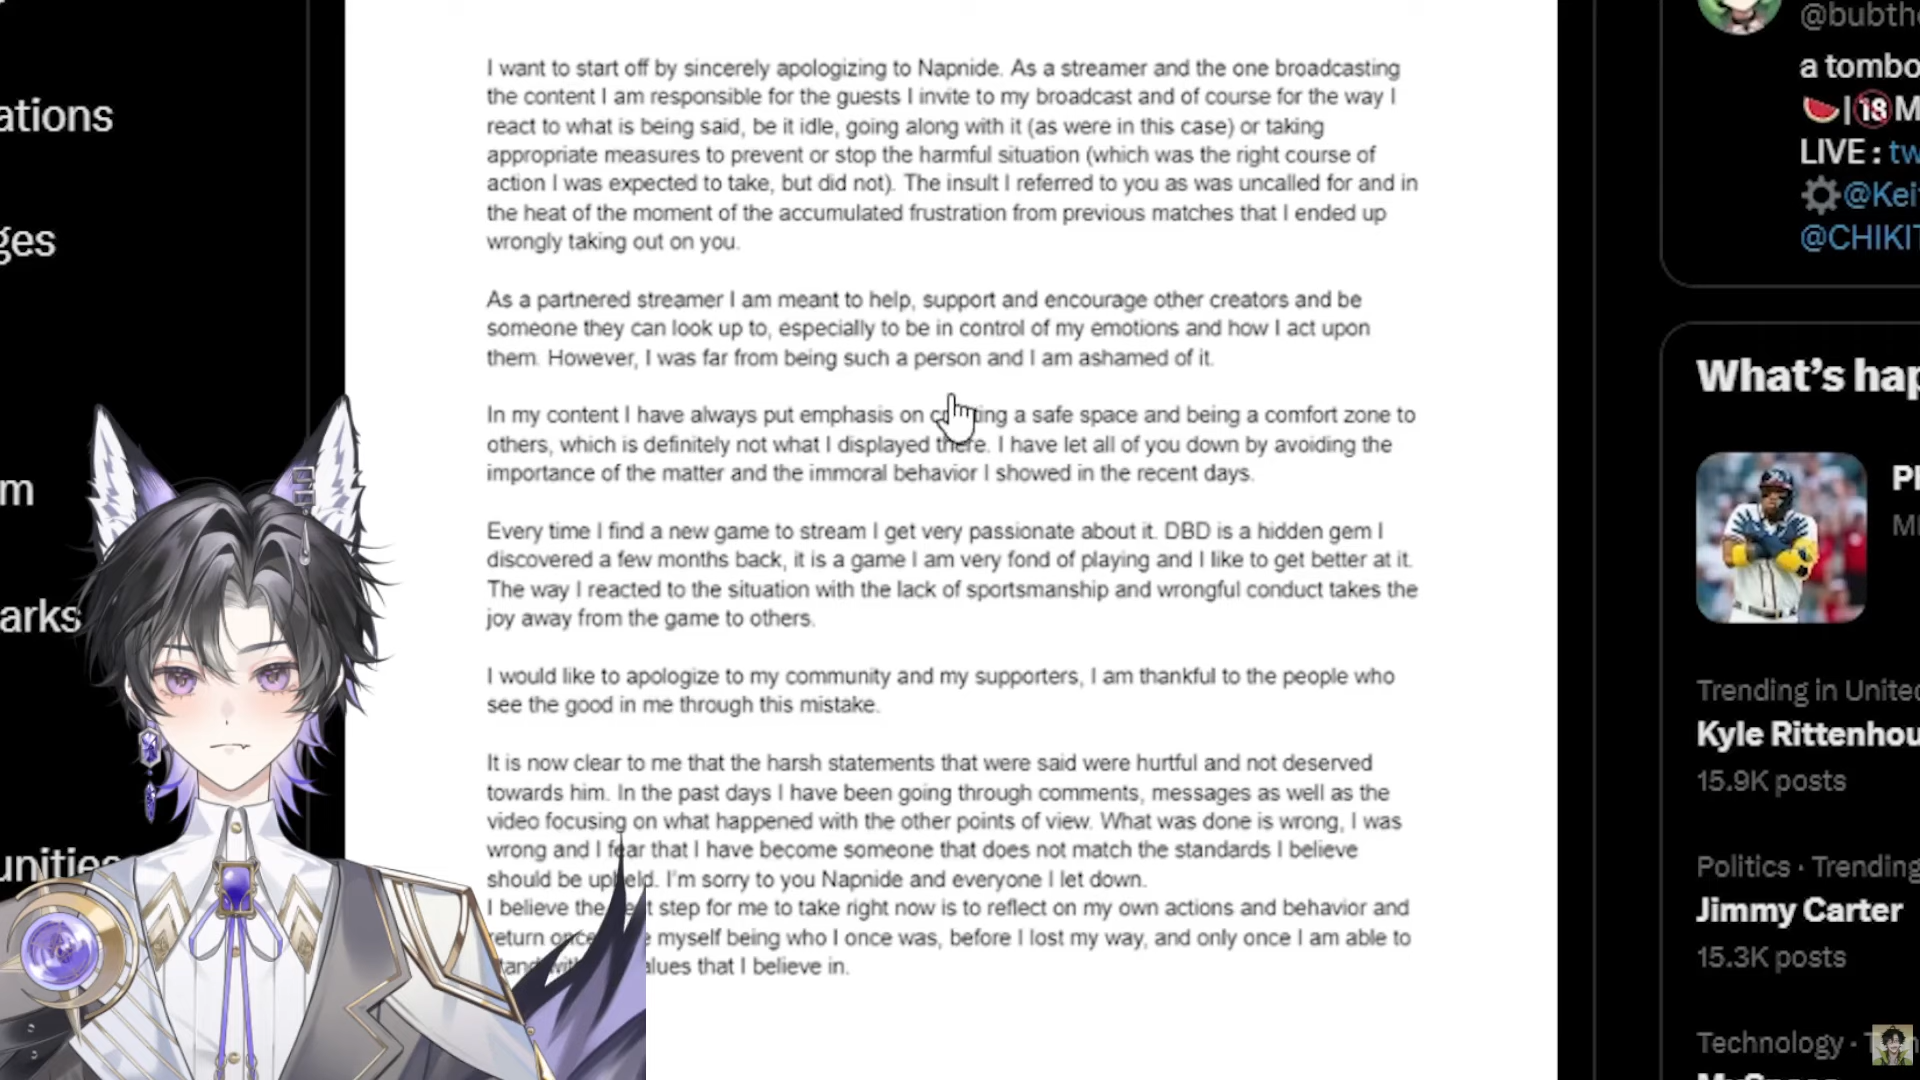 I want to start off by sincerely apologizing to Napnide. As a streamer and the one broadcasting
the content I am responsible for the guests I invite to my broadcast and of course for the way I
react to what is being said, be it idle, going along with it (as were in this case) or taking
appropriate measures to prevent or stop the harmful situation (which was the right course of
action I was expected to take, but did not). The insult I referred to you as was uncalled for and in
the heat of the moment of the accumulated frustration from previous matches that I ended up
wrongly taking out on you.
As a partnered streamer I am meant to help, support and encourage other creators and be
someone they can look up to, especially to be in control of my emotions and how I act upon
them. However, I was far from being such a person and I am ashamed of it.
In my content I have always put emphasis on a safe space and being a comfort zone to
others, which is definitely not what I displayed there. I have let all of you down by avoiding the
importance of the matter and the immoral behavior I showed in the recent days.
Every time I find a new game to stream I get very passionate about it. DBD is a hidden gem I
discovered a few months back, it is a game I am very fond of playing and I like to get better at it.
The way I reacted to the situation with the lack of sportsmanship and wrongful conduct takes the
joy away from the game to others.
I would like to apologize to my community and my supporters, I am thankful to the people who
see the good in me through this mistake.
It is now clear to me that the harsh statements that were said were hurtful and not deserved
towards him. In the past days I have been going through comments, messages as well as the
video focusing on what happened with the other points of view. What was done is wrong, I was
wrong and I fear that I have become someone that does not match the standards I believe
should be upheld. I'm sorry to you Napnide and everyone I let down.
I believe the step for me to take right now is to reflect on my own actions and behavior and
return once myself being who I once was, before I lost my way, and only once I am able to
values that I believe in.
ations
ges
m
arks
unities
@bubth
a tombo
🍉|🔞M
LIVE : tw
@Kei
@CHIKIT
What's hap
Pl
Trending in United
Kyle Rittenhou
15.9K posts
Politics · Trending
Jimmy Carter
15.3K posts
Technology ·